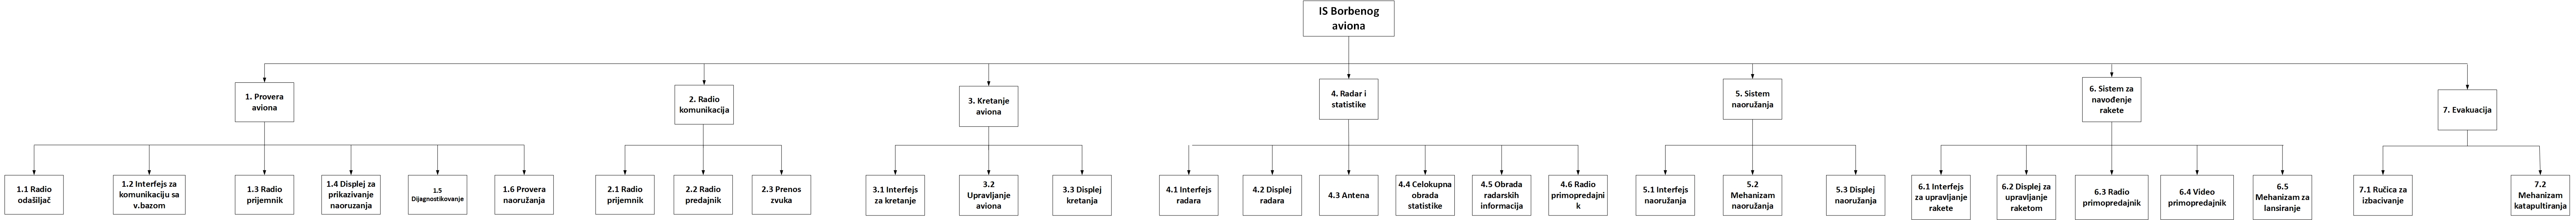 IS Borbenog
aviona
1. Provera
aviona
2. Radio
komunikacija
3. Kretanje
aviona
4. Radar i
statistike
5. Sistem
naoružanja
6. Sistem za
navođenje
rakete
7. Evakuacija
1.1 Radio
odašiljač
1.2 Interfejs za
komunikaciju sa
v.bazom
1.3 Radio
prijemnik
1.4 Displej za
prikazivanje
naoruzanja
1.5
Dijagnostikovanje
1.6 Provera
naoružanja
2.1 Radio
prijemnik
2.2 Radio
predajnik
2.3 Prenos
zvuka
3.1 Interfejs
za kretanje
3.2
Upravljanje
aviona
3.3 Displej
kretanja
4.1 Interfejs
radara
4.2 Displej
radara
4.3 Antena
4.4 Celokupna
obrada
statistike
4.5 Obrada
radarskih
informacija
4.6 Radio
primopredajni
k
5.1 Interfejs
naoružanja
5.2
Mehanizam
naoružanja
5.3 Displej
naoružanja
6.1 Interfejs
za upravljanje
rakete
6.2 Displej za
upravljanje
raketom
6.3 Radio
primopredajnik
6.4 Video
primopredajnik
6.5
Mehanizam za
lansiranje
7.1 Ručica za
izbacivanje
7.2
Mehanizam
katapultiranja